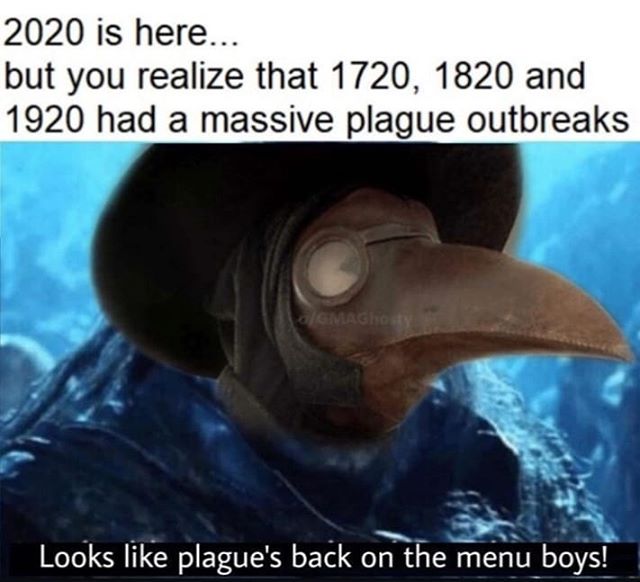 2020 is here...
but you realize that 1720, 1820 and
1920 had a massive plague outbreaks
u/GMAGhosty
Looks like plague's back on the menu boys!